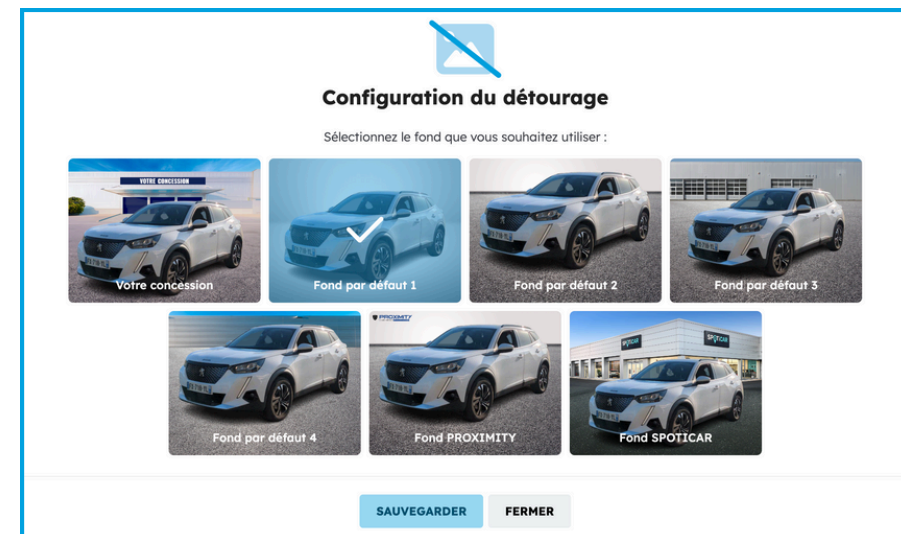 Configuration du détourage
Sélectionnez le fond que vous souhaitez utiliser :
VOTRE CONCESSION
Votre concession
Fond par défaut 1
Fond par défaut 2
Fond par défaut 3
PROXIMITY
SPOTICAR
SPOTICAR
Fond par défaut 4
Fond PROXIMITY
Fond SPOTICAR
SAUVEGARDER
FERMER